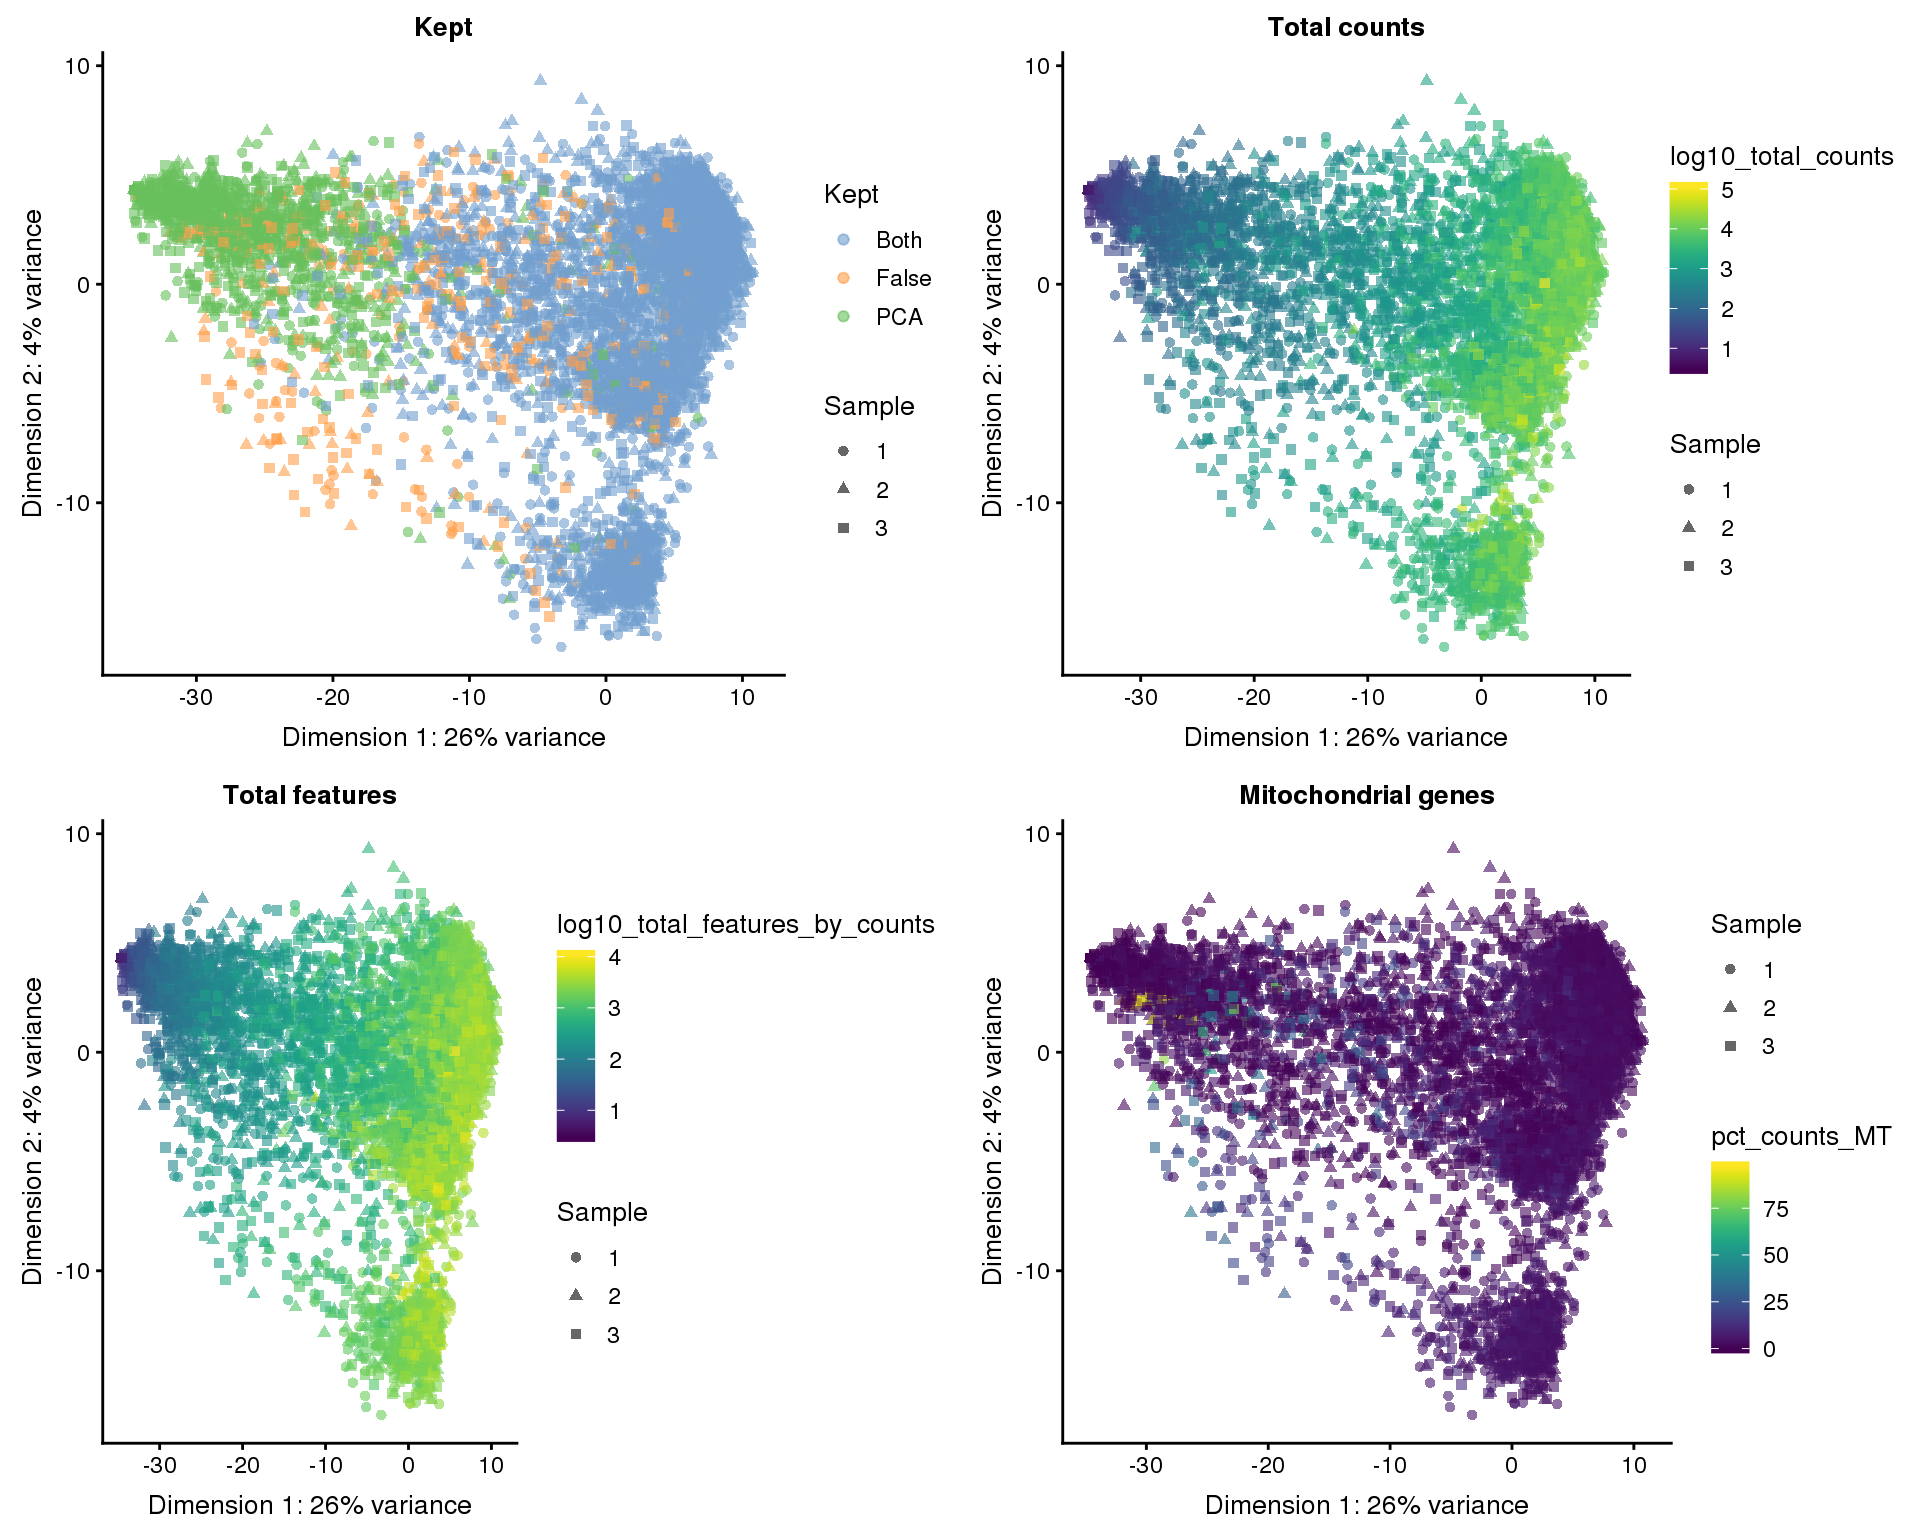 Kept
10
0
-10
-30
-20
-10
0
10
Dimension 1: 26% variance
Dimension 2: 4% variance
Kept
Both
False
PCA
Sample
1
2
3
Total counts
10
0
-10
-30
-20
-10
0
10
Dimension 1: 26% variance
Dimension 2: 4% variance
log10_total_counts
5
4
3
2
1
Sample
1
2
3
Total features
10
0
-10
-30
-20
-10
0
10
Dimension 1: 26% variance
Dimension 2: 4% variance
log10_total_features_by_counts
4
3
2
1
Sample
1
2
3
Mitochondrial genes
10
0
-10
-30
-20
-10
0
10
Dimension 1: 26% variance
Dimension 2: 4% variance
Sample
1
2
3
pct_counts_MT
75
50
25
0